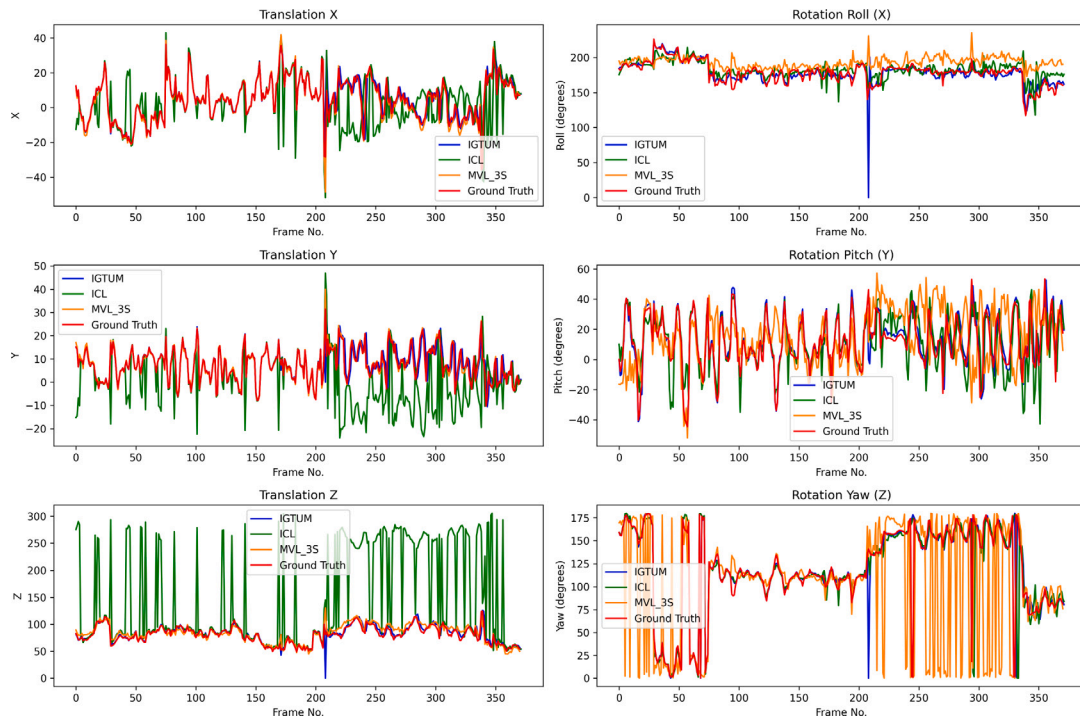 Translation X
40
20
0
−20
−40
X
0 50 100 150 200 250 300 350
Frame No.
IGTUM
ICL
MVL_3S
Ground Truth
Rotation Roll (X)
200
150
100
50
0
Roll (degrees)
0 50 100 150 200 250 300 350
Frame No.
IGTUM
ICL
MVL_3S
Ground Truth
Translation Y
50
40
30
20
10
0
−10
−20
Y
0 50 100 150 200 250 300 350
Frame No.
IGTUM
ICL
MVL_3S
Ground Truth
Rotation Pitch (Y)
60
40
20
0
−20
−40
Pitch (degrees)
0 50 100 150 200 250 300 350
Frame No.
IGTUM
ICL
MVL_3S
Ground Truth
Translation Z
300
250
200
150
100
50
0
Z
0 50 100 150 200 250 300 350
Frame No.
IGTUM
ICL
MVL_3S
Ground Truth
Rotation Yaw (Z)
175
150
125
100
75
50
25
0
Yaw (degrees)
0 50 100 150 200 250 300 350
Frame No.
IGTUM
ICL
MVL_3S
Ground Truth